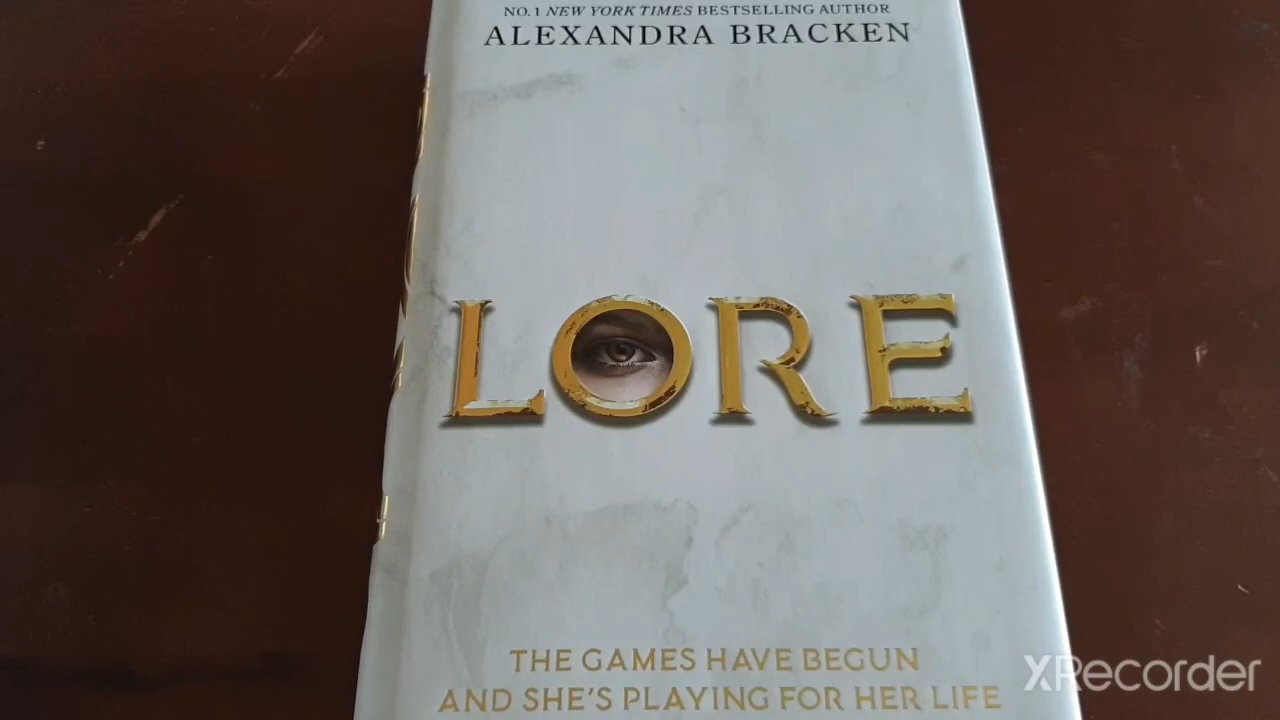 NO. 1 NEW YORK TIMES BESTSELLING AUTHOR
ALEXANDRA BRACKEN
LORE
THE GAMES HAVE BEGUN
AND SHE'S PLAYING FOR HER LIFE
XRecorder